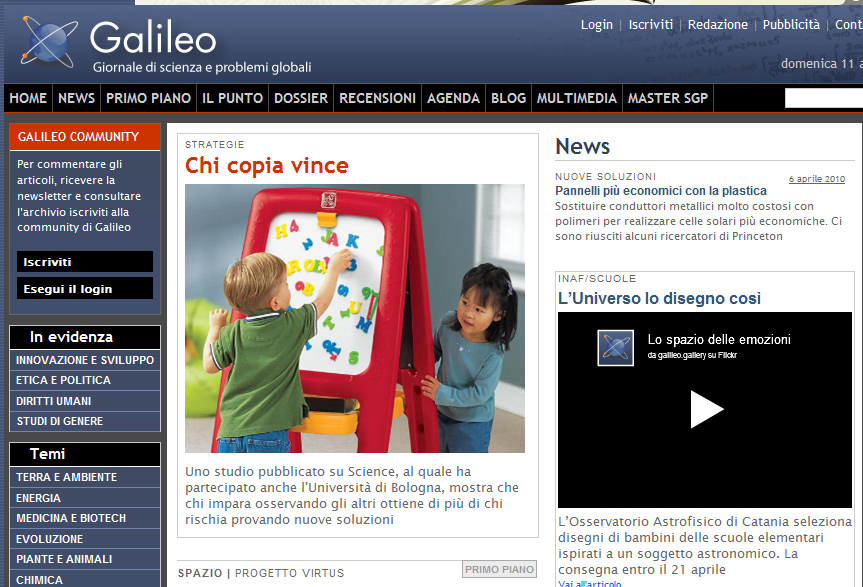 Galileo
Giornale di scienza e problemi globali
Login | Iscriviti | Redazione | Pubblicità | Cont
domenica 11 a
HOME NEWS PRIMO PIANO IL PUNTO DOSSIER RECENSIONI AGENDA BLOG MULTIMEDIA MASTER SGP
GALILEO COMMUNITY
Per commentare gli
articoli, ricevere la
newsletter e consultare
l'archivio iscriviti alla
community di Galileo
Iscriviti
Esegui il login
In evidenza
INNOVAZIONE E SVILUPPO
ETICA E POLITICA
DIRITTI UMANI
STUDI DI GENERE
Temi
TERRA E AMBIENTE
ENERGIA
MEDICINA E BIOTECH
EVOLUZIONE
PIANTE E ANIMALI
CHIMICA
STRATEGIE
Chi copia vince
Uno studio pubblicato su Science, al quale ha
partecipato anche l'Università di Bologna, mostra che
chi impara osservando gli altri ottiene di più di chi
rischia provando nuove soluzioni
SPAZIO | PROGETTO VIRTUS
PRIMO PIANO
News
NUOVE SOLUZIONI
6 aprile 2010
Pannelli più economici con la plastica
Sostituire conduttori metallici molto costosi con
polimeri per realizzare celle solari più economiche. Ci
sono riusciti alcuni ricercatori di Princeton
INAF/SCUOLE
L'Universo lo disegno così
Lo spazio delle emozioni
da galileo.gallery su Flickr
L'Osservatorio Astrofisico di Catania seleziona
disegni di bambini delle scuole elementari
ispirati a un soggetto astronomico. La
consegna entro il 21 aprile
Vai all'articolo